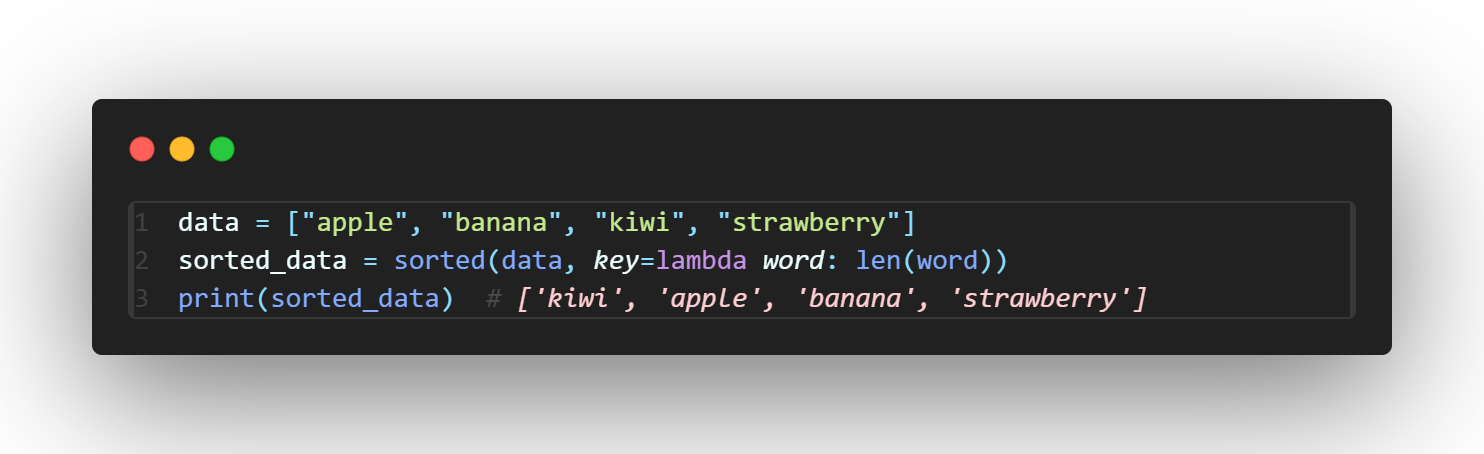 1 data = ["apple", "banana", "kiwi", "strawberry"]
2 sorted_data = sorted(data, key=lambda word: len(word))
3 print(sorted_data)  # ['kiwi', 'apple', 'banana', 'strawberry']